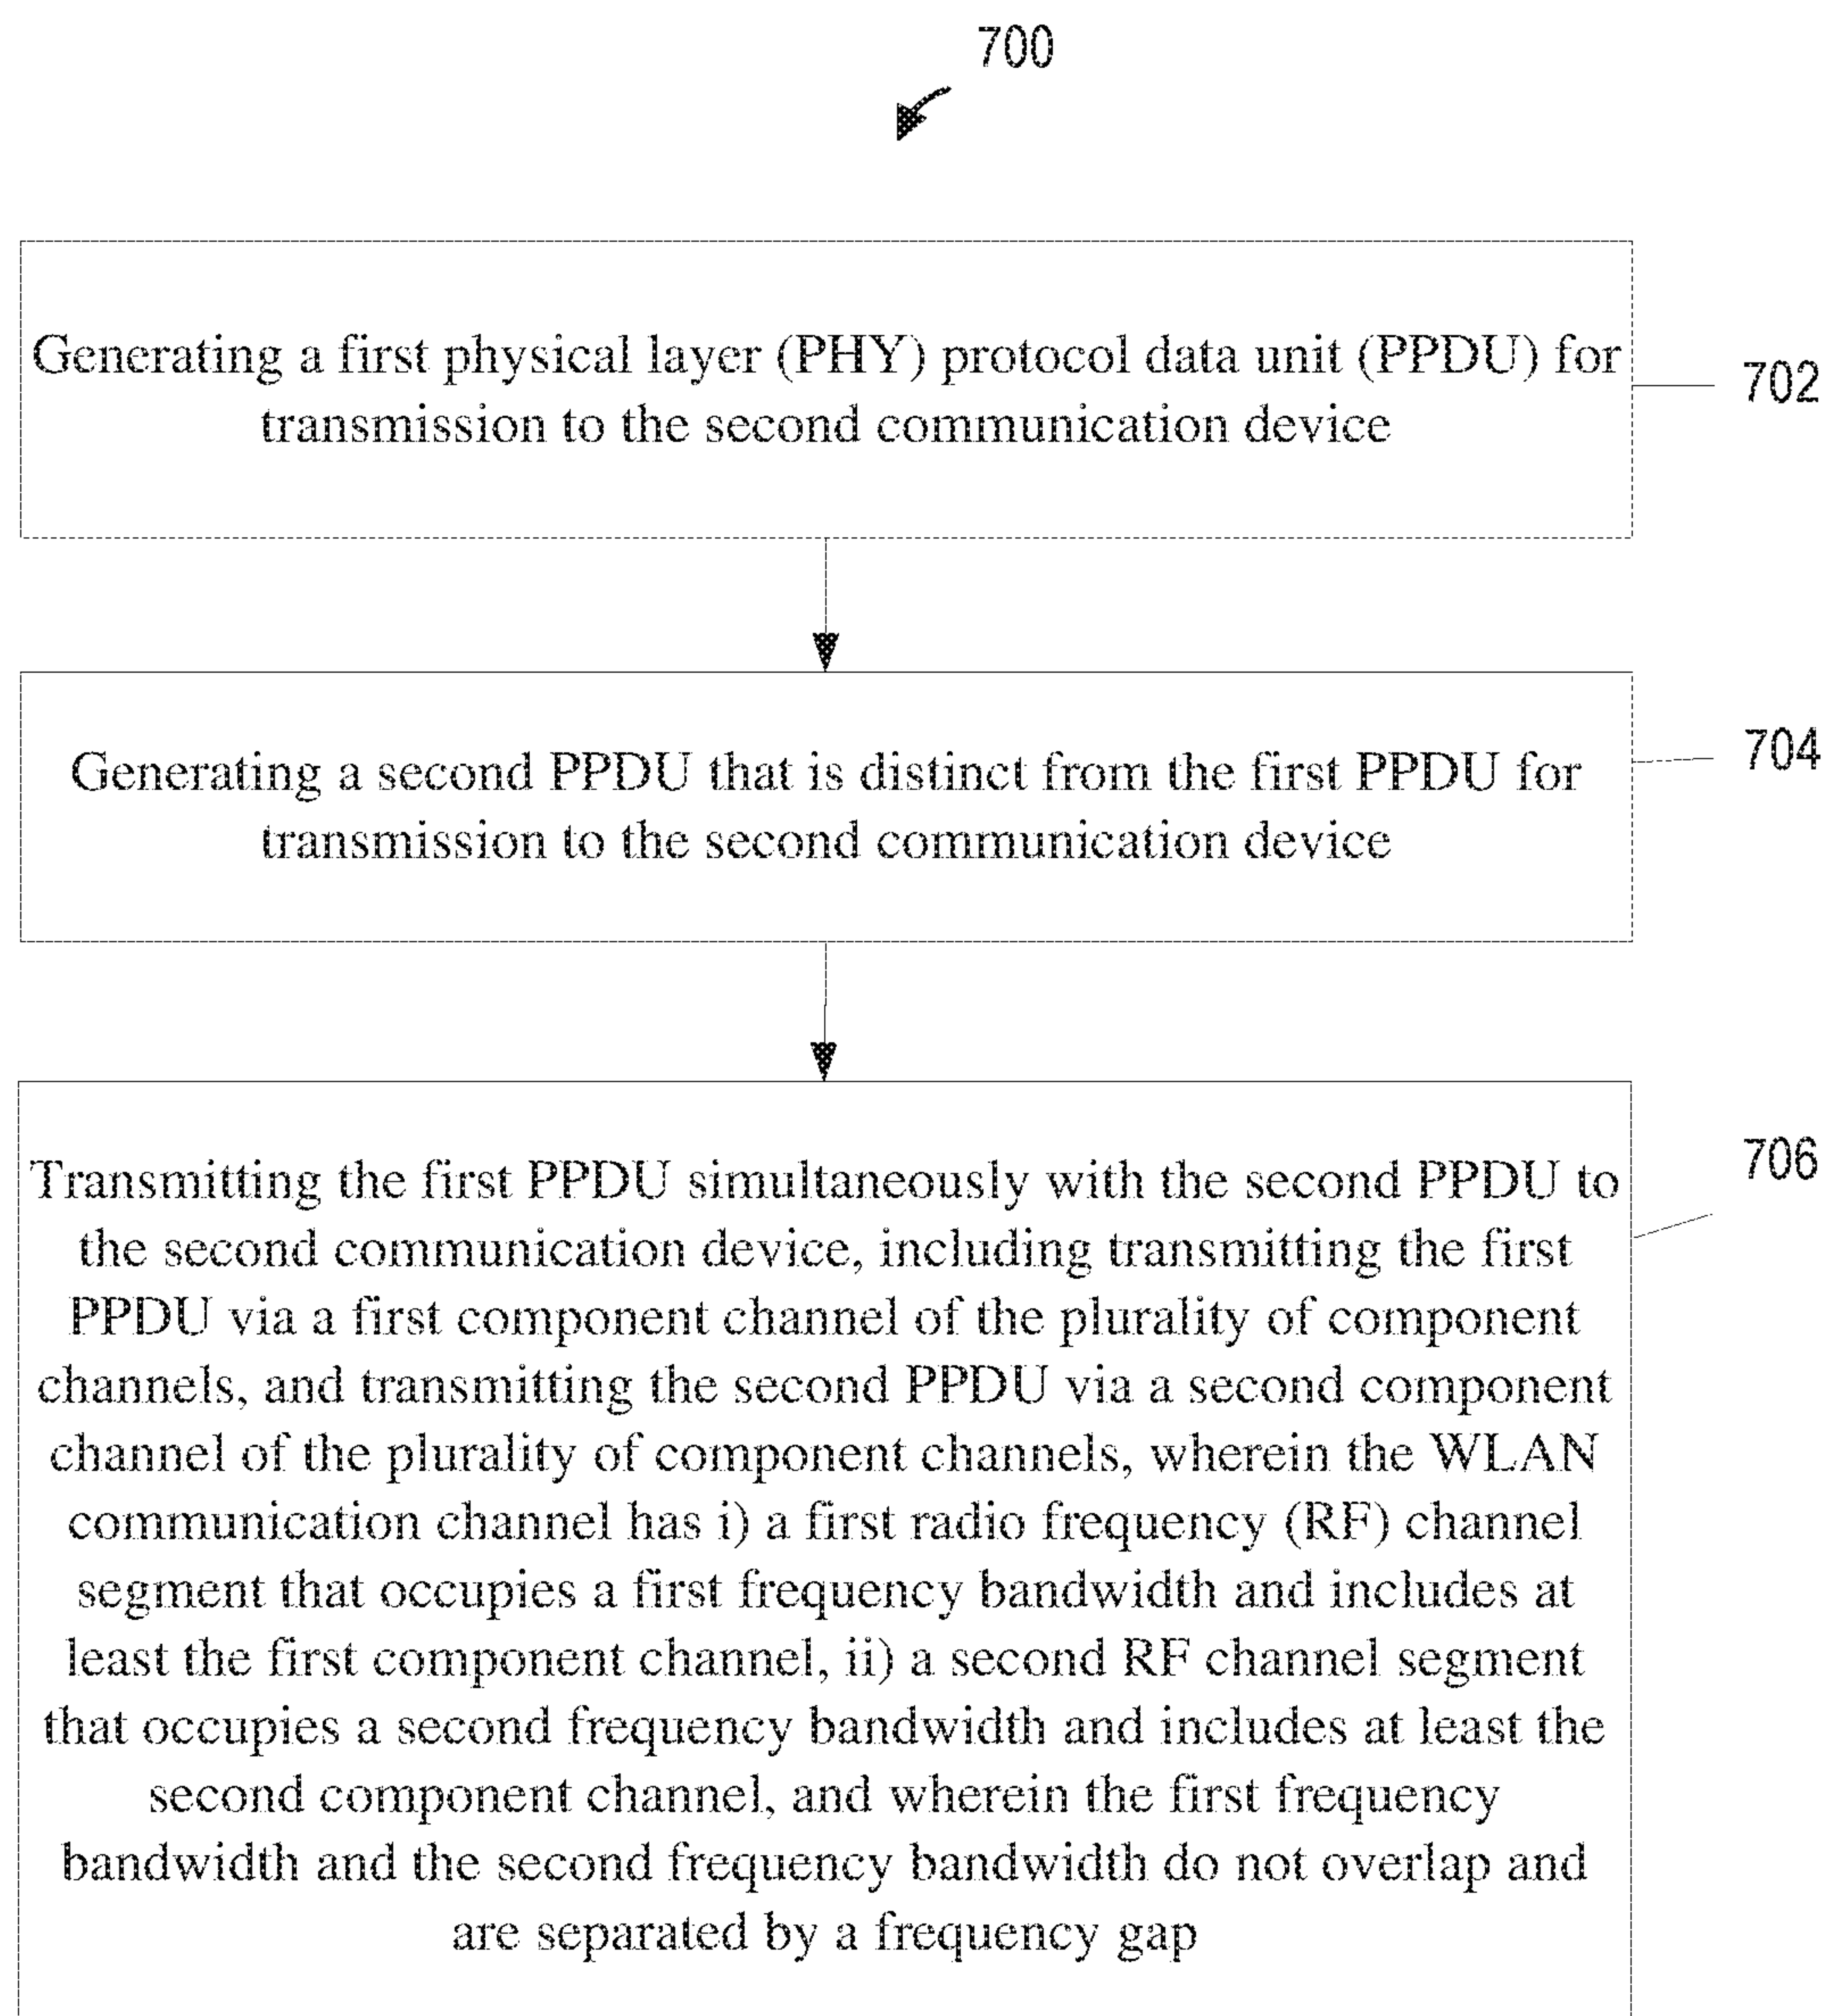 700
Generating a first physical layer (PHY) protocol data unit (PPDU) for
transmission to the second communication device
702
Generating a second PPDU that is distinct from the first PPDU for
transmission to the second communication device
704
Transmitting the first PPDU simultaneously with the second PPDU to
the second communication device, including transmitting the first
PPDU via a first component channel of the plurality of component
channels, and transmitting the second PPDU via a second component
channel of the plurality of component channels, wherein the WLAN
communication channel has i) a first radio frequency (RF) channel
segment that occupies a first frequency bandwidth and includes at
least the first component channel, ii) a second RF channel segment
that occupies a second frequency bandwidth and includes at least the
second component channel, and wherein the first frequency
bandwidth and the second frequency bandwidth do not overlap and
are separated by a frequency gap
706